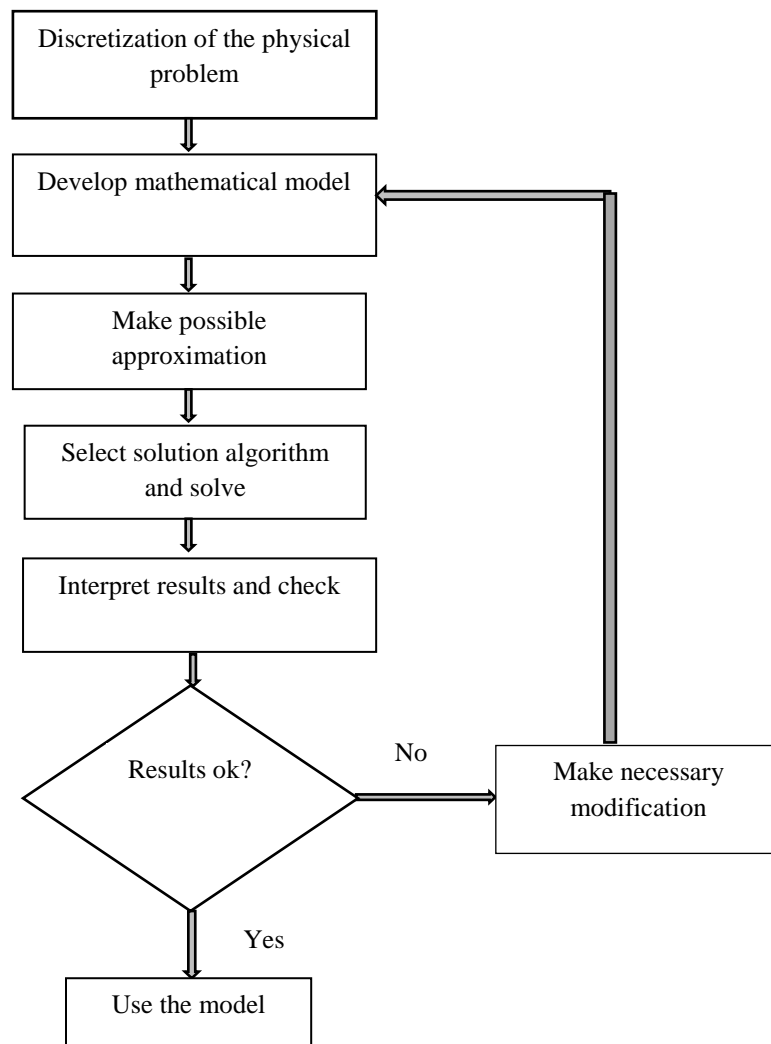 Discretization of the physical
problem
Develop mathematical model
Make possible
approximation
Select solution algorithm
and solve
Interpret results and check
Results ok?
No
Make necessary
modification
Yes
Use the model